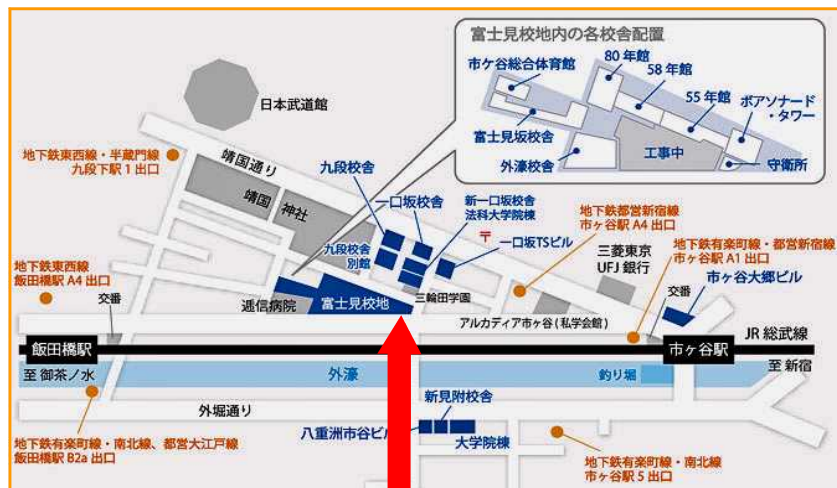 富士見校地内の各校舎配置
市ケ谷総合体育館
80 年館
58 年館
55 年館
ボアソナード
・タワー
富士見坂校舎
外濠校舎
工事中
守衛所
日本武道館
地下鉄東西線・半蔵門線
九段下駅 1 出口
靖国通り
靖国
神社
九段校舎
一口坂校舎
新一口坂校舎
法科大学院棟
九段校舎
別館
〒
一口坂TSビル
地下鉄都営新宿線
市ヶ谷駅 A4 出口
三菱東京
UFJ 銀行
地下鉄有楽町線・都営新宿線
市ヶ谷駅 A1 出口
交番
市ヶ谷大郷ビル
地下鉄東西線
飯田橋駅 A4 出口
交番
逓信病院
富士見校地
三輪田学園
アルカディア市ヶ谷 (私学会館)
JR 総武線
飯田橋駅
市ヶ谷駅
至 御茶ノ水
外濠
釣り堀
至 新宿
外堀通り
新見附校舎
八重洲市谷ビル
大学院棟
地下鉄有楽町線・南北線、都営大江戸線
飯田橋駅 B2a 出口
地下鉄有楽町線・南北線
市ヶ谷駅 5 出口